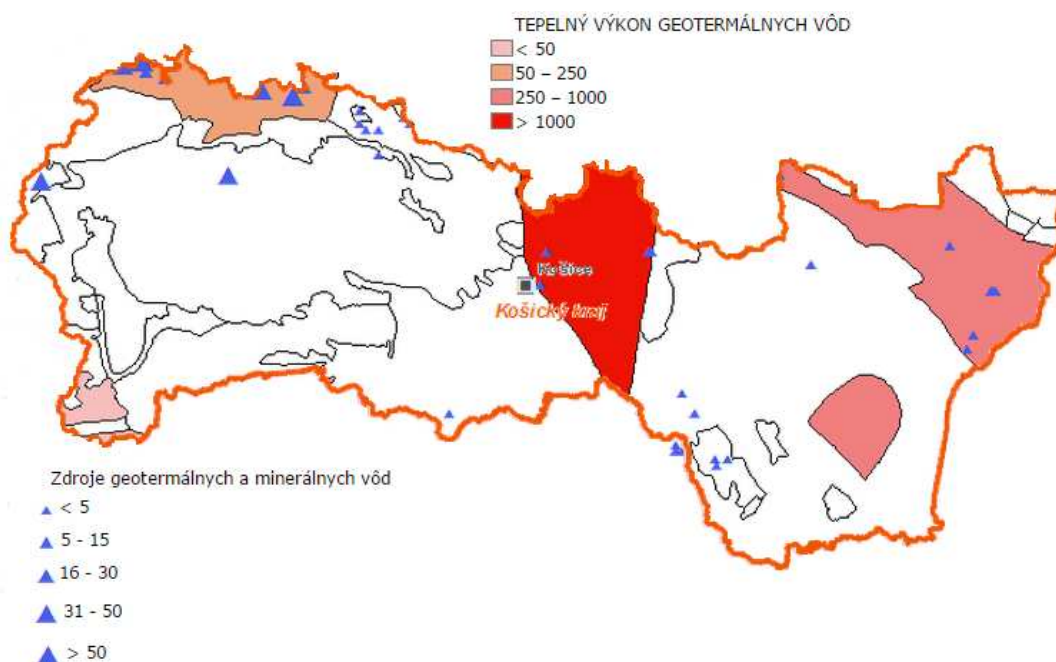 TEPELNÝ VÝKON GEOTERMÁLNYCH VÔD
< 50
50 – 250
250 – 1000
> 1000
Košice
Košický kraj
Zdroje geotermálnych a minerálnych vôd
< 5
5 - 15
16 - 30
31 - 50
> 50